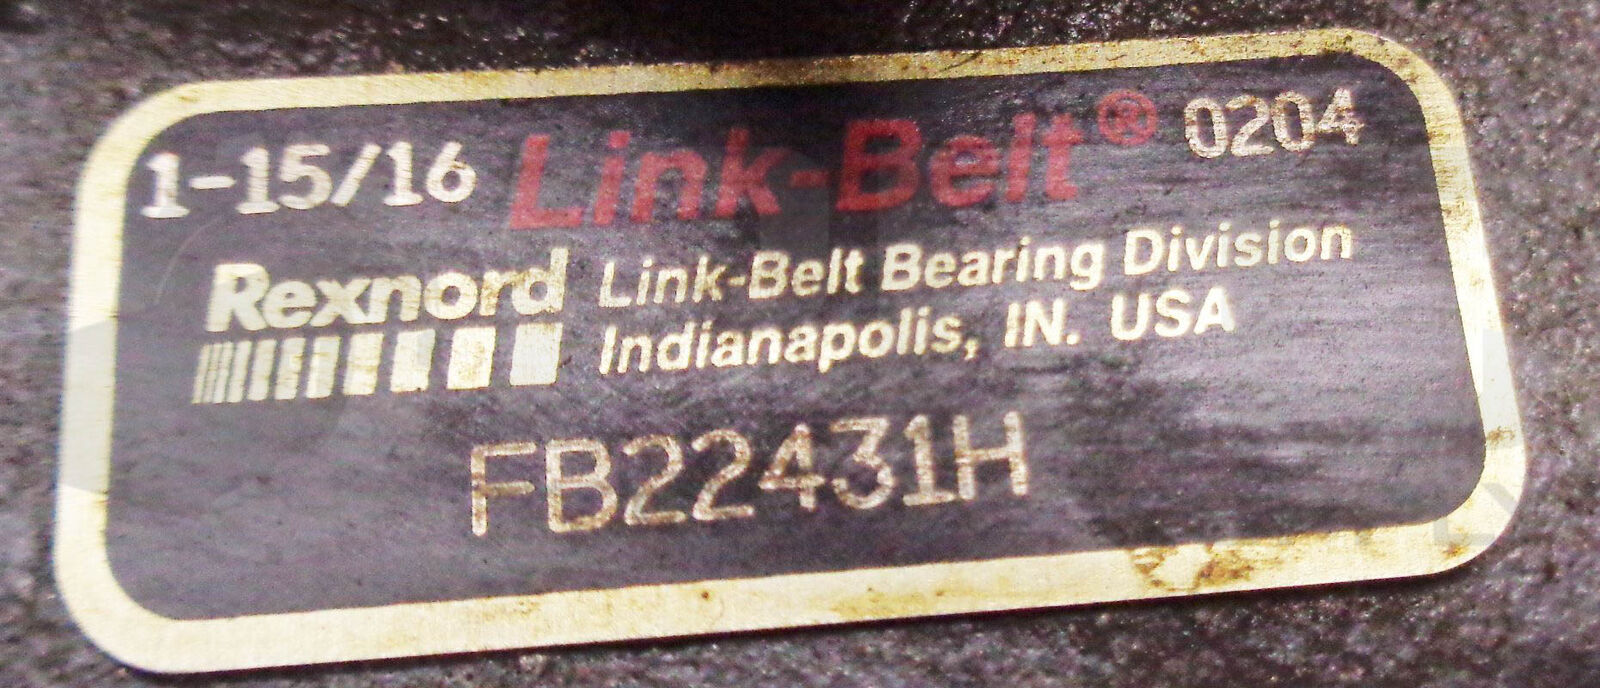 1-15/16 Link-Belt® 0204
Rexnord Link-Belt Bearing Division
Indianapolis, IN. USA
FB22431H